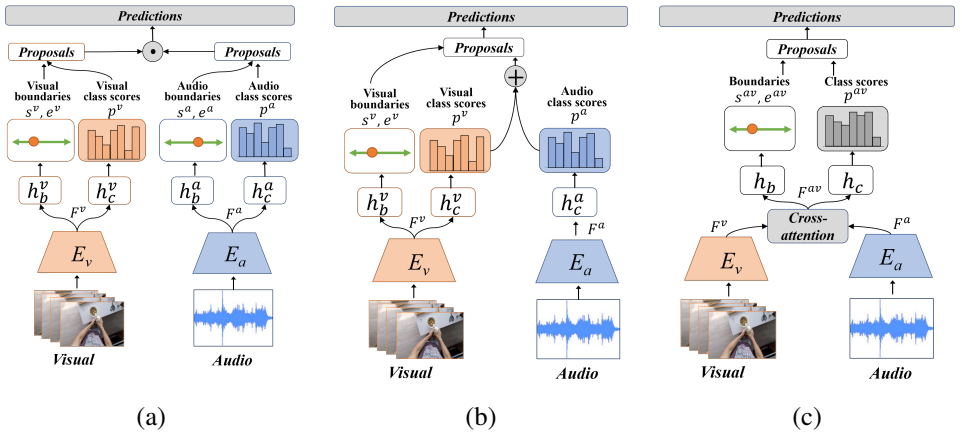 Predictions
Proposals
Proposals
Visual boundaries
s^v, e^v
Visual class scores
p^v
Audio boundaries
s^a, e^a
Audio class scores
p^a
h_b^v
h_c^v
h_b^a
h_c^a
F^v
F^a
E_v
E_a
Visual
Audio
(a)
Predictions
Proposals
+
Visual boundaries
s^v, e^v
Visual class scores
p^v
Audio class scores
p^a
h_b^v
h_c^v
h_c^a
F^v
F^a
E_v
E_a
Visual
Audio
(b)
Predictions
Proposals
Boundaries
s^{av}, e^{av}
Class scores
p^{av}
h_b
h_c
F^{av}
Cross-
attention
F^v
F^a
E_v
E_a
Visual
Audio
(c)